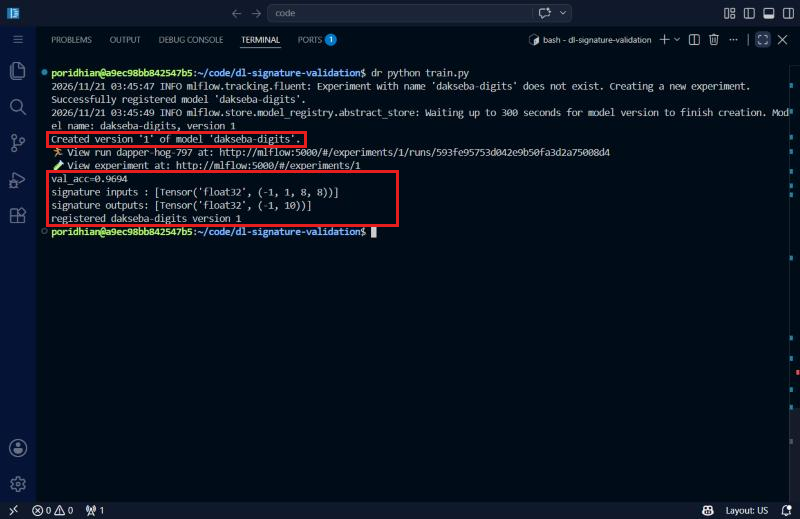 code
PROBLEMS OUTPUT DEBUG CONSOLE TERMINAL PORTS 1 bash - dl-signature-validation
poridhian@a9ec98bb842547b5:~/code/dl-signature-validation$ dr python train.py
2026/11/21 03:45:47 INFO mlflow.tracking.fluent: Experiment with name 'dakseba-digits' does not exist. Creating a new experiment.
Successfully registered model 'dakseba-digits'.
2026/11/21 03:45:49 INFO mlflow.store.model_registry.abstract_store: Waiting up to 300 seconds for model version to finish creation. Mod
el name: dakseba-digits, version 1
Created version '1' of model 'dakseba-digits'.
🏃 View run dapper-hog-797 at: http://mlflow:5000/#/experiments/1/runs/593fe95753d042e9b50fa3d2a75008d4
🧪 View experiment at: http://mlflow:5000/#/experiments/1
val_acc=0.9694
signature inputs : [Tensor('float32', (-1, 1, 8, 8))]
signature outputs: [Tensor('float32', (-1, 10))]
registered dakseba-digits version 1
poridhian@a9ec98bb842547b5:~/code/dl-signature-validation$
0 0 1 Layout: US